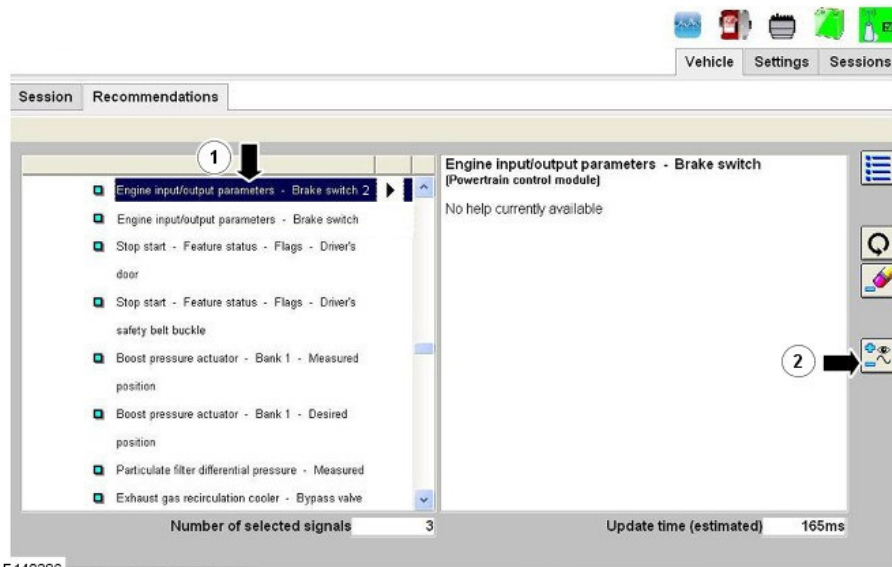 Vehicle Settings Sessions
Session Recommendations
1
Engine input/output parameters - Brake switch 2
Engine input/output parameters - Brake switch
Stop start - Feature status - Flags - Driver's
door
Stop start - Feature status - Flags - Driver's
safety belt buckle
Boost pressure actuator - Bank 1 - Measured
position
Boost pressure actuator - Bank 1 - Desired
position
Particulate filter differential pressure - Measured
Exhaust gas recirculation cooler - Bypass valve
Engine input/output parameters - Brake switch
(Powertrain control module)
No help currently available
2
Number of selected signals 3
Update time (estimated) 165ms